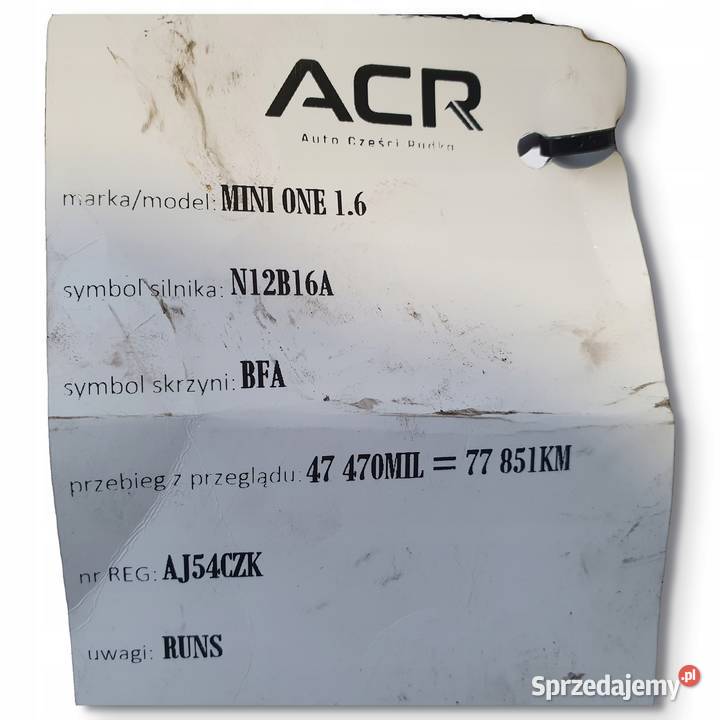 ACR
Auto Części Rudka
marka/model: MINI ONE 1.6
symbol silnika: N12B16A
symbol skrzyni: BFA
przebieg z przeglądu: 47 470MIL = 77 851KM
nr REG: AJ54CZK
uwagi: RUNS
Sprzedajemy.pl